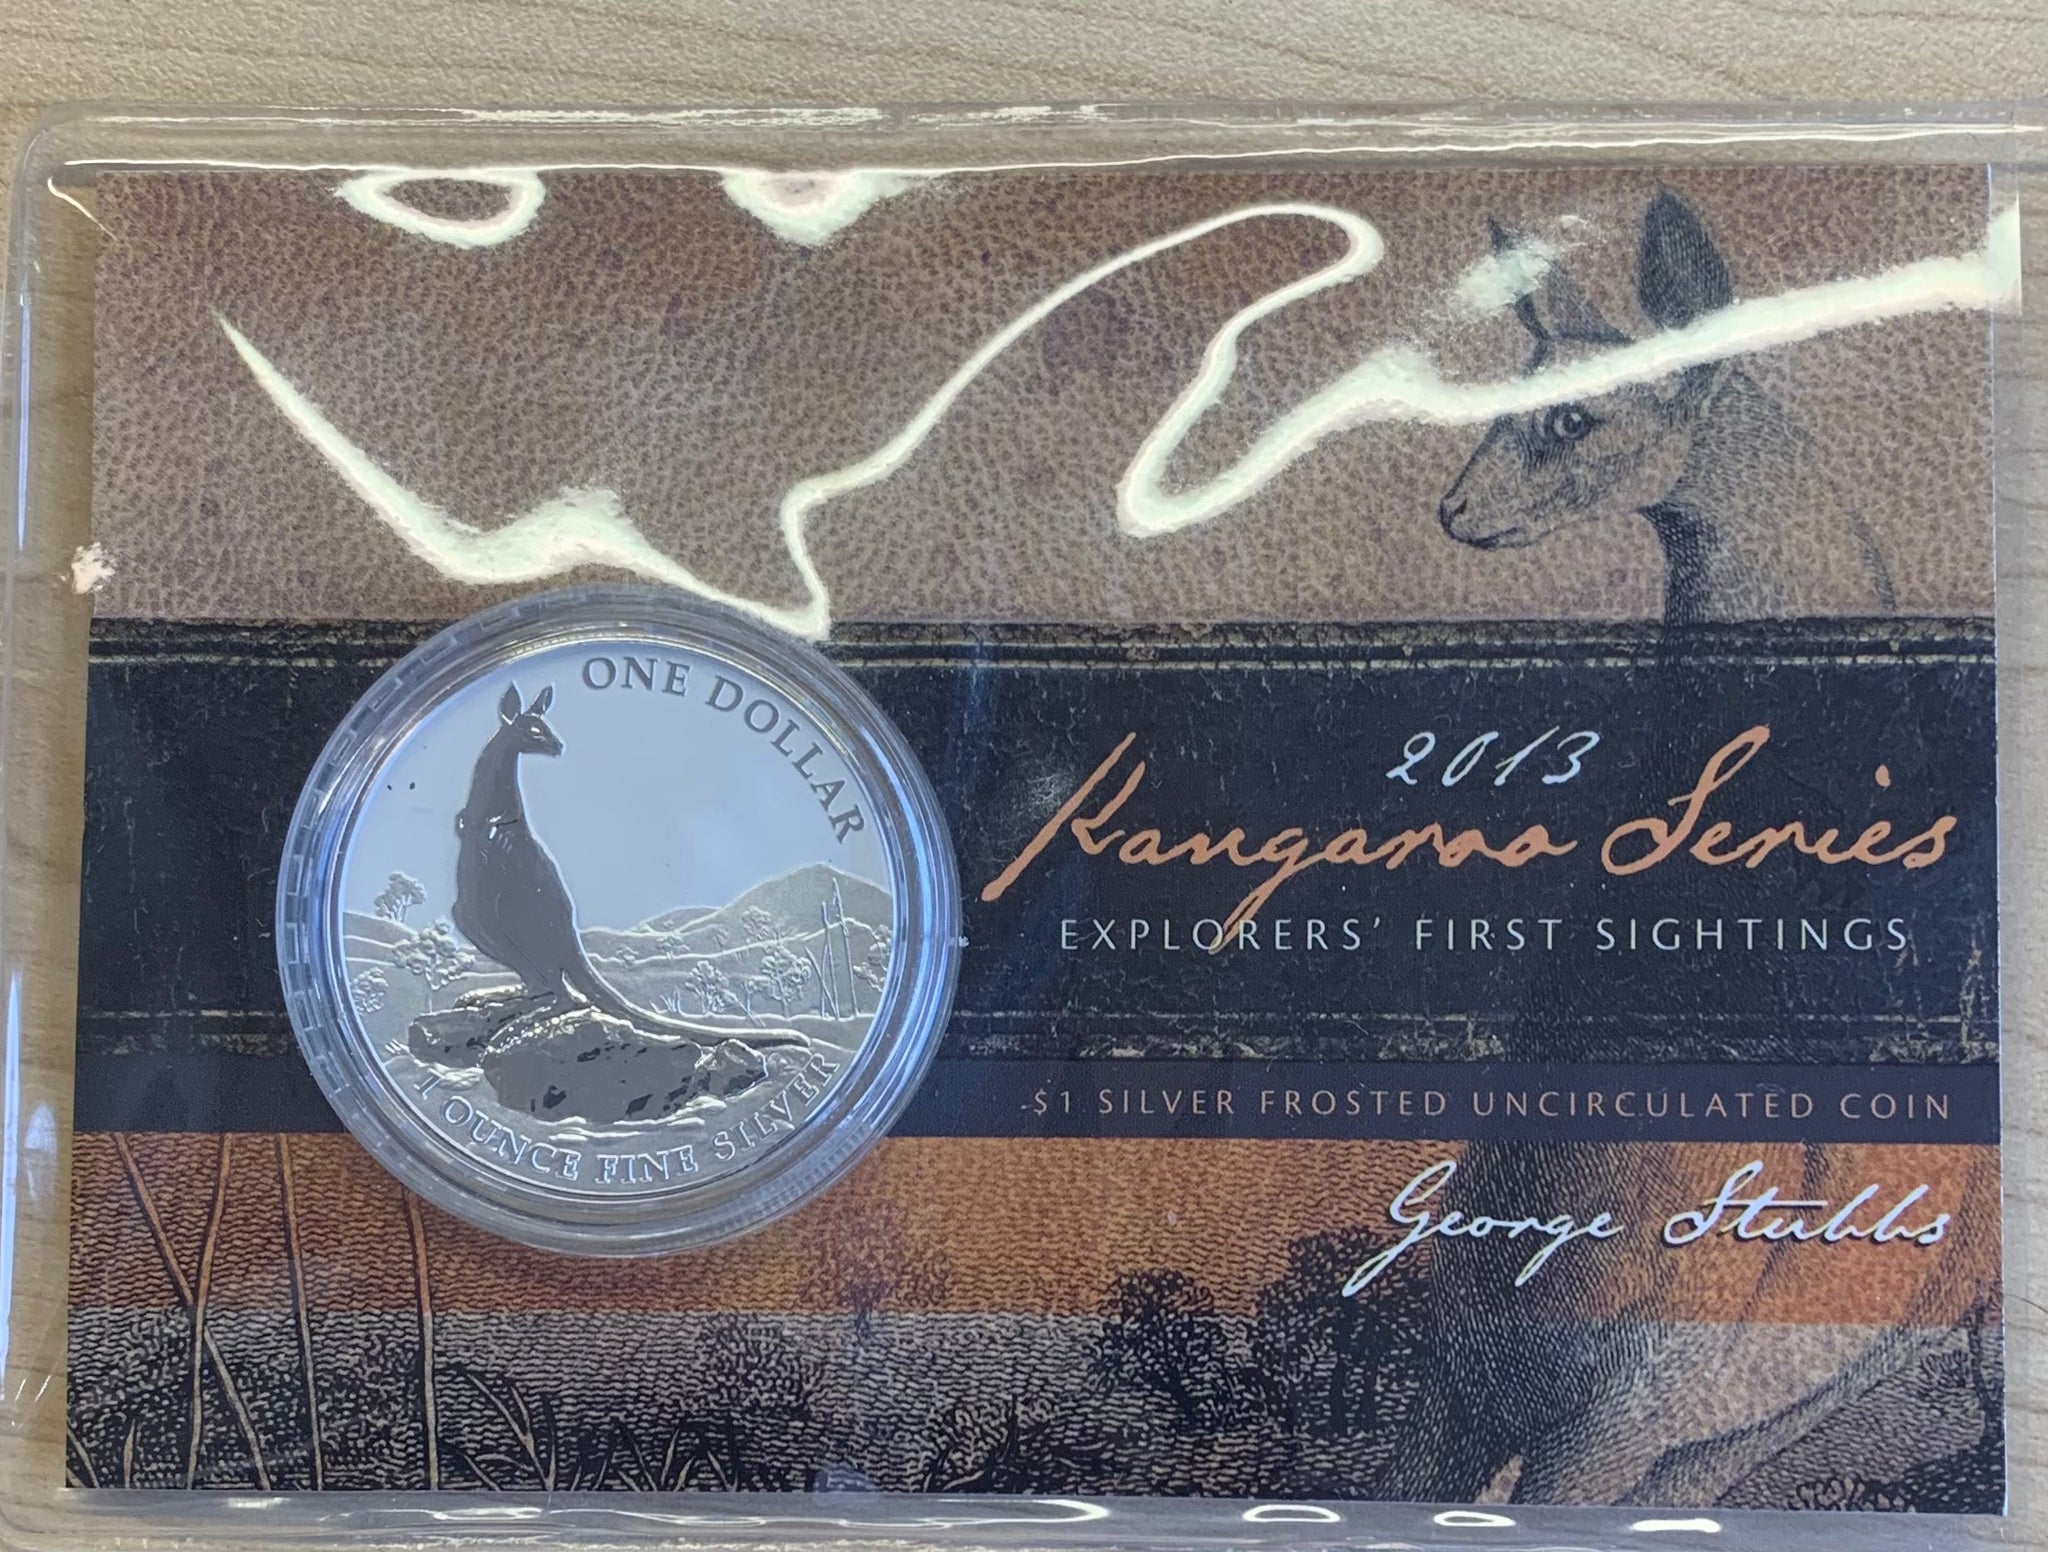 ONE DOLLAR
1 OUNCE FINE SILVER
2013
Kangaroo Series
EXPLORERS' FIRST SIGHTINGS
$1 SILVER FROSTED UNCIRCULATED COIN
George Stubbs